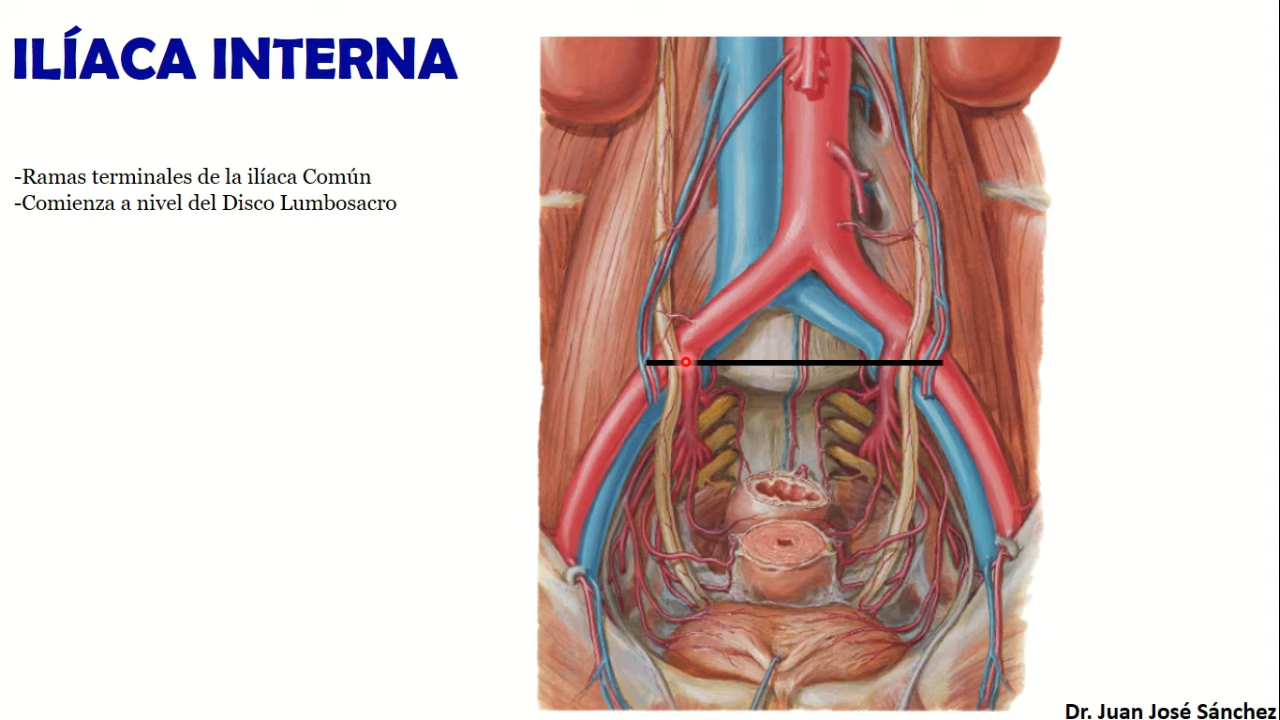 ILÍACA INTERNA
-Ramas terminales de la ilíaca Común
-Comienza a nivel del Disco Lumbosacro
Dr. Juan José Sánchez